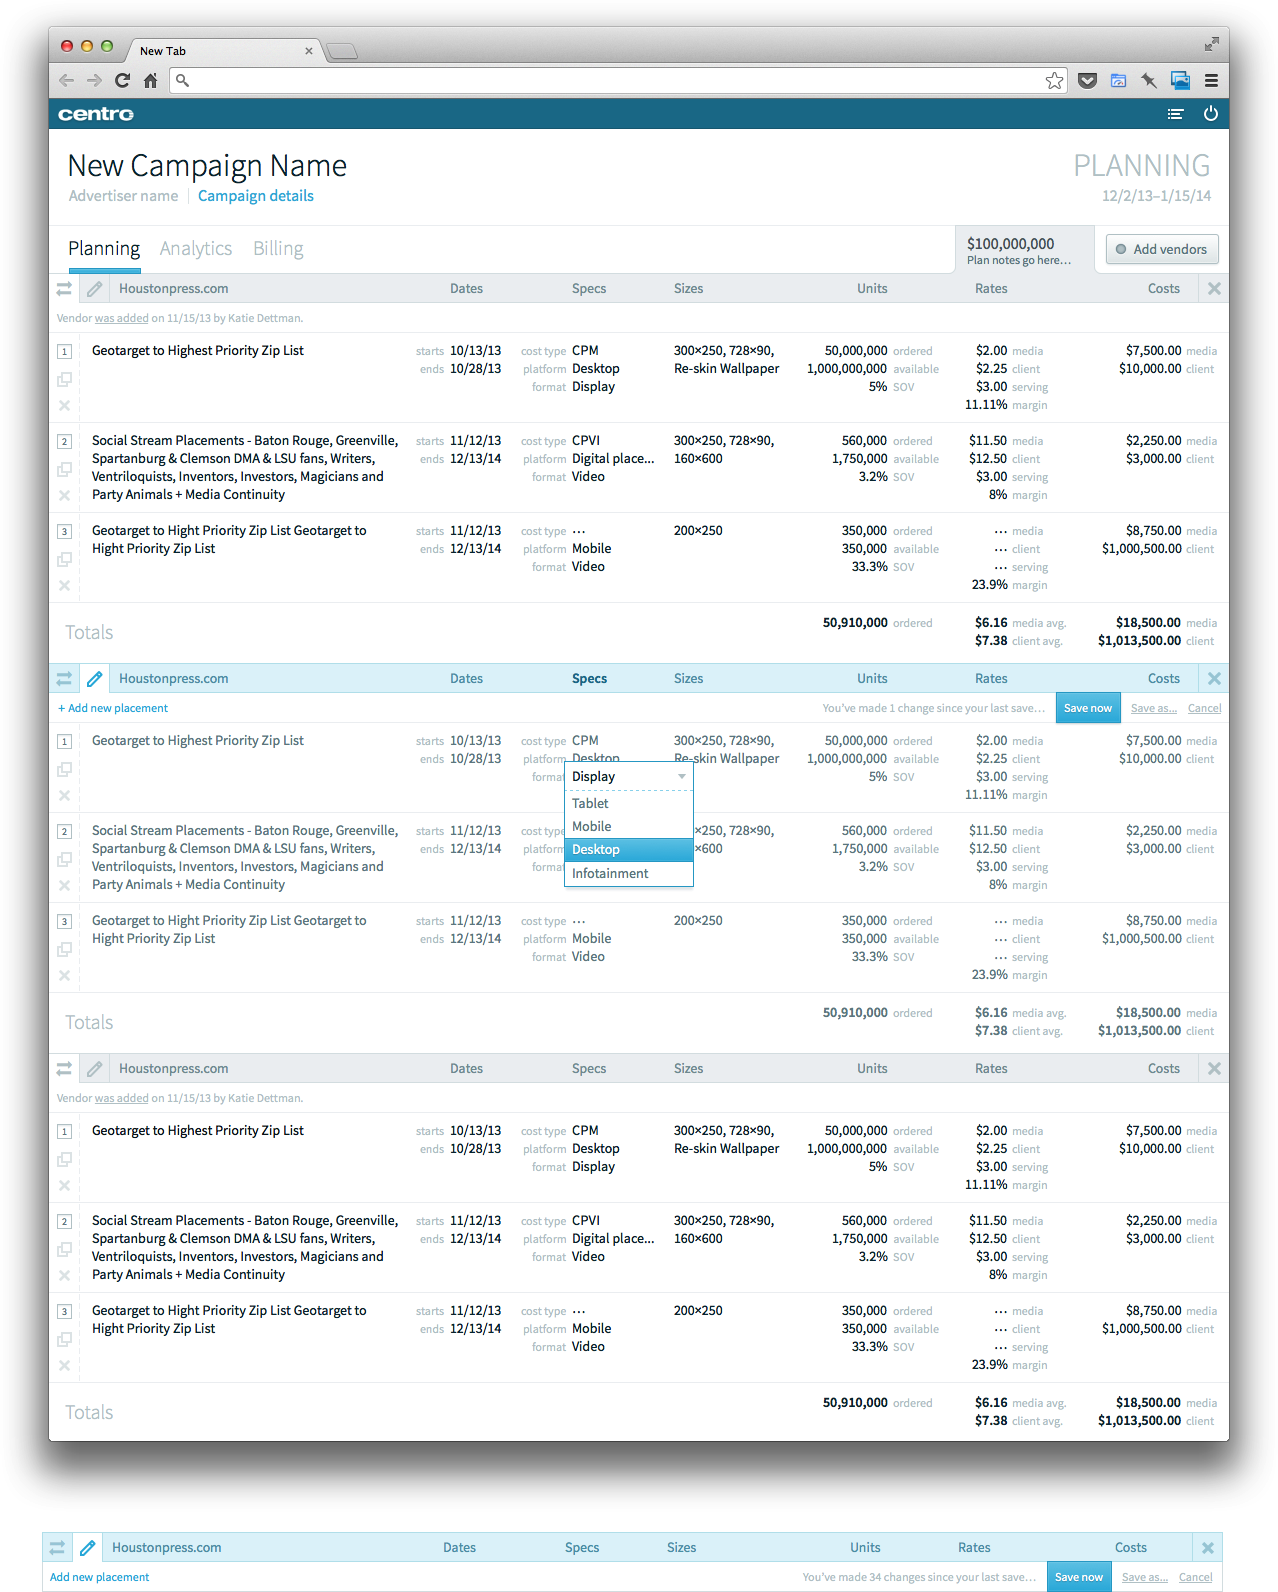 New Tab
centro
New Campaign Name
PLANNING
Advertiser name | Campaign details
12/2/13–1/15/14
Planning Analytics Billing
$100,000,000
Plan notes go here...
Add vendors
Houstonpress.com Dates Specs Sizes Units Rates Costs
Vendor was added on 11/15/13 by Katie Dettman.
1 Geotarget to Highest Priority Zip List starts 10/13/13 cost type CPM 300×250, 728×90, 50,000,000 ordered $2.00 media $7,500.00 media
ends 10/28/13 platform Desktop Re-skin Wallpaper 1,000,000,000 available $2.25 client $10,000.00 client
format Display 5% SOV $3.00 serving
11.11% margin
2 Social Stream Placements - Baton Rouge, Greenville, starts 11/12/13 cost type CPVI 300×250, 728×90, 560,000 ordered $11.50 media $2,250.00 media
Spartanburg & Clemson DMA & LSU fans, Writers, ends 12/13/14 platform Digital place... 160×600 1,750,000 available $12.50 client $3,000.00 client
Ventriloquists, Inventors, Investors, Magicians and format Video 3.2% SOV $3.00 serving
Party Animals + Media Continuity 8% margin
3 Geotarget to Hight Priority Zip List Geotarget to starts 11/12/13 cost type ... 200×250 350,000 ordered ... media $8,750.00 media
Hight Priority Zip List ends 12/13/14 platform Mobile 350,000 available ... client $1,000,500.00 client
format Video 33.3% SOV ... serving
23.9% margin
Totals 50,910,000 ordered $6.16 media avg. $18,500.00 media
$7.38 client avg. $1,013,500.00 client
Houstonpress.com Dates Specs Sizes Units Rates Costs
+ Add new placement You've made 1 change since your last save... Save now Save as... Cancel
1 Geotarget to Highest Priority Zip List starts 10/13/13 cost type CPM 300×250, 728×90, 50,000,000 ordered $2.00 media $7,500.00 media
ends 10/28/13 platform Desktop Re-skin Wallpaper 1,000,000,000 available $2.25 client $10,000.00 client
format Display 5% SOV $3.00 serving
11.11% margin
Tablet
Mobile
Desktop
Infotainment
2 Social Stream Placements - Baton Rouge, Greenville, starts 11/12/13 cost type ×250, 728×90, 560,000 ordered $11.50 media $2,250.00 media
Spartanburg & Clemson DMA & LSU fans, Writers, ends 12/13/14 platform ×600 1,750,000 available $12.50 client $3,000.00 client
Ventriloquists, Inventors, Investors, Magicians and format 3.2% SOV $3.00 serving
Party Animals + Media Continuity 8% margin
3 Geotarget to Hight Priority Zip List Geotarget to starts 11/12/13 cost type ... 200×250 350,000 ordered ... media $8,750.00 media
Hight Priority Zip List ends 12/13/14 platform Mobile 350,000 available ... client $1,000,500.00 client
format Video 33.3% SOV ... serving
23.9% margin
Totals 50,910,000 ordered $6.16 media avg. $18,500.00 media
$7.38 client avg. $1,013,500.00 client
Houstonpress.com Dates Specs Sizes Units Rates Costs
Vendor was added on 11/15/13 by Katie Dettman.
1 Geotarget to Highest Priority Zip List starts 10/13/13 cost type CPM 300×250, 728×90, 50,000,000 ordered $2.00 media $7,500.00 media
ends 10/28/13 platform Desktop Re-skin Wallpaper 1,000,000,000 available $2.25 client $10,000.00 client
format Display 5% SOV $3.00 serving
11.11% margin
2 Social Stream Placements - Baton Rouge, Greenville, starts 11/12/13 cost type CPVI 300×250, 728×90, 560,000 ordered $11.50 media $2,250.00 media
Spartanburg & Clemson DMA & LSU fans, Writers, ends 12/13/14 platform Digital place... 160×600 1,750,000 available $12.50 client $3,000.00 client
Ventriloquists, Inventors, Investors, Magicians and format Video 3.2% SOV $3.00 serving
Party Animals + Media Continuity 8% margin
3 Geotarget to Hight Priority Zip List Geotarget to starts 11/12/13 cost type ... 200×250 350,000 ordered ... media $8,750.00 media
Hight Priority Zip List ends 12/13/14 platform Mobile 350,000 available ... client $1,000,500.00 client
format Video 33.3% SOV ... serving
23.9% margin
Totals 50,910,000 ordered $6.16 media avg. $18,500.00 media
$7.38 client avg. $1,013,500.00 client
Houstonpress.com Dates Specs Sizes Units Rates Costs
Add new placement You've made 34 changes since your last save... Save now Save as... Cancel